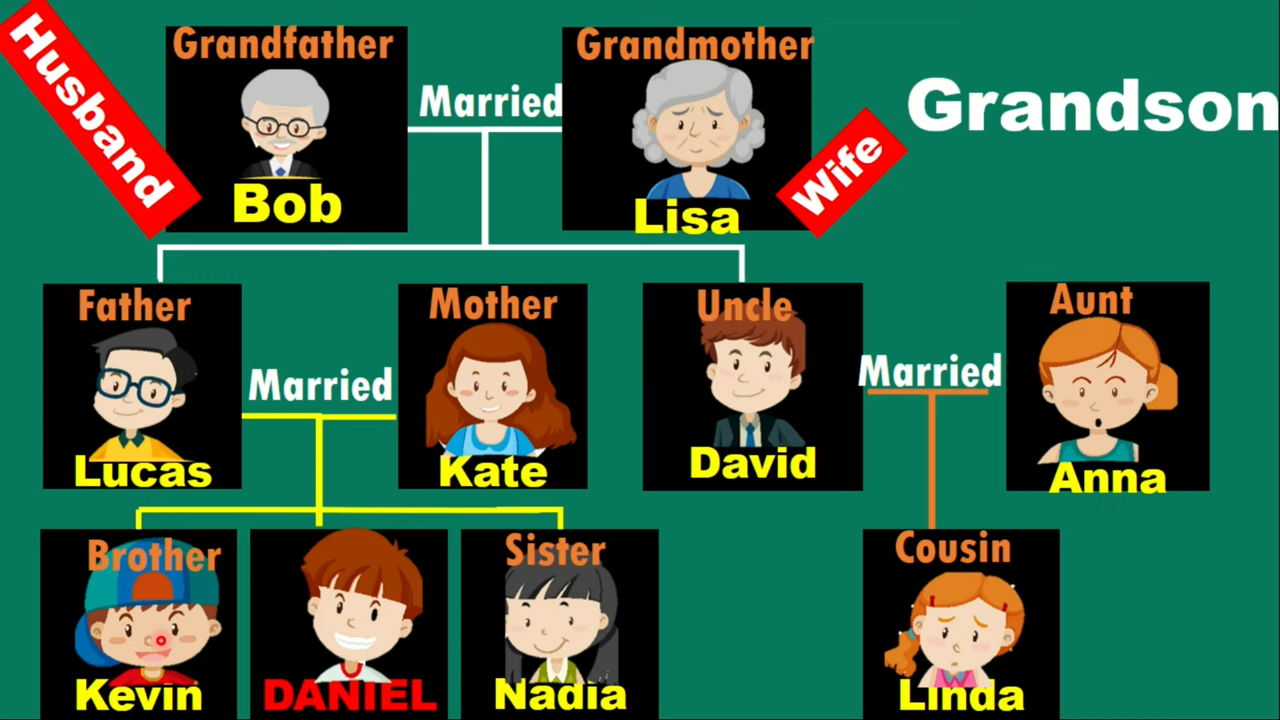 Husband
Grandfather
Married
Grandmother
Grandson
Wife
Bob
Lisa
Father
Mother
Uncle
Aunt
Married
Married
Lucas
Kate
David
Anna
Brother
Sister
Cousin
Kevin
DANIEL
Nadia
Linda